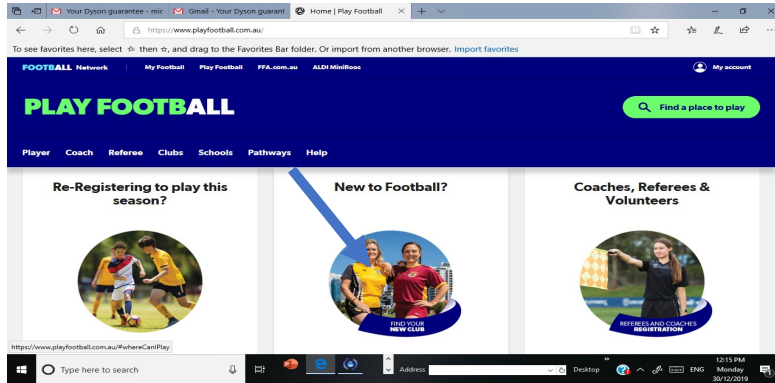 Your Dyson guarantee - mic
Gmail - Your Dyson guarant
Home | Play Football
https://www.playfootball.com.au/
To see favorites here, select ☆ then ☆, and drag to the Favorites Bar folder. Or import from another browser. Import favorites
FOOTBALL Network
My Football
Play Football
FFA.com.au
ALDI MiniRoos
My account
PLAY FOOTBALL
Find a place to play
Player
Coach
Referee
Clubs
Schools
Pathways
Help
Re-Registering to play this
season?
New to Football?
Coaches, Referees &
Volunteers
FIND YOUR
NEW CLUB
REFEREES AND COACHES
REGISTRATION
https://www.playfootball.com.au/#whereCanIPlay
Type here to search
Address
Desktop
ENG
12:15 PM
Monday
30/12/2019